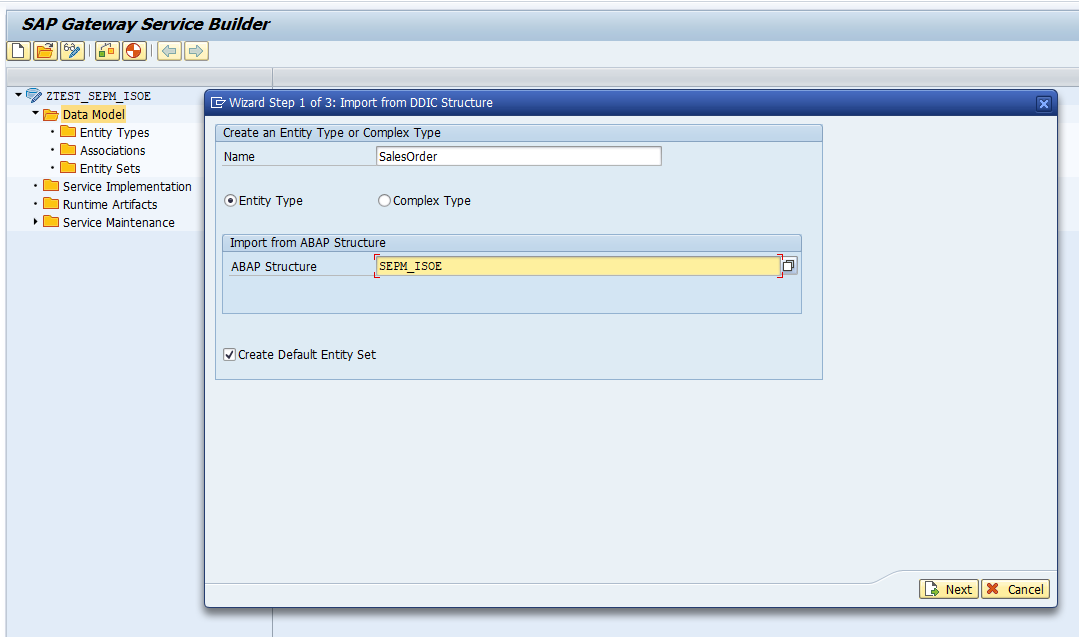 SAP Gateway Service Builder
ZTEST_SEPM_ISOE
Data Model
Entity Types
Associations
Entity Sets
Service Implementation
Runtime Artifacts
Service Maintenance
Wizard Step 1 of 3: Import from DDIC Structure
Create an Entity Type or Complex Type
Name SalesOrder
Entity Type Complex Type
Import from ABAP Structure
ABAP Structure SEPM_ISOE
Create Default Entity Set
Next Cancel